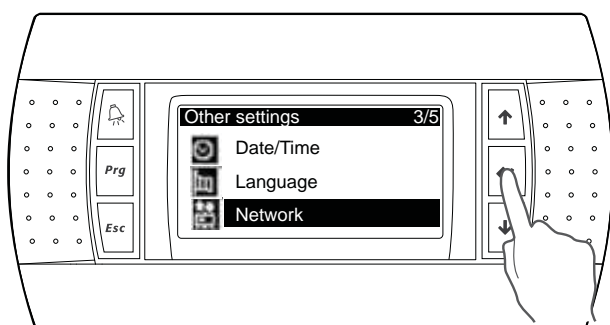 Other settings 3/5
Date/Time
Language
Network
Prg
Esc